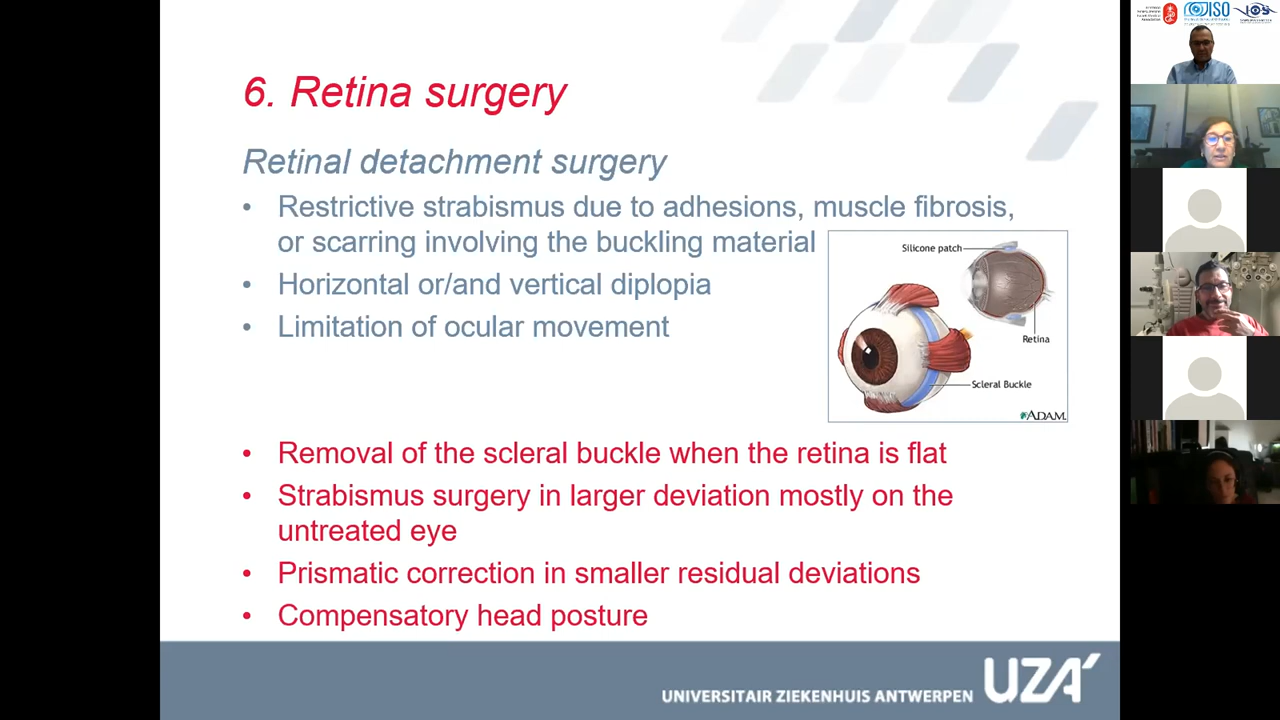 6. Retina surgery
Retinal detachment surgery
• Restrictive strabismus due to adhesions, muscle fibrosis,
or scarring involving the buckling material
• Horizontal or/and vertical diplopia
• Limitation of ocular movement
Silicone patch
Retina
Scleral Buckle
ADAM.
• Removal of the scleral buckle when the retina is flat
• Strabismus surgery in larger deviation mostly on the
untreated eye
• Prismatic correction in smaller residual deviations
• Compensatory head posture
UNIVERSITAIR ZIEKENHUIS ANTWERPEN
UZA
ISO